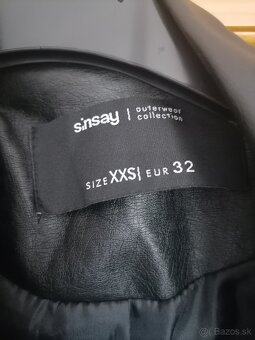 sinsay | outerwear
collection
SIZE XXS| EUR 32
© Bazos.sk